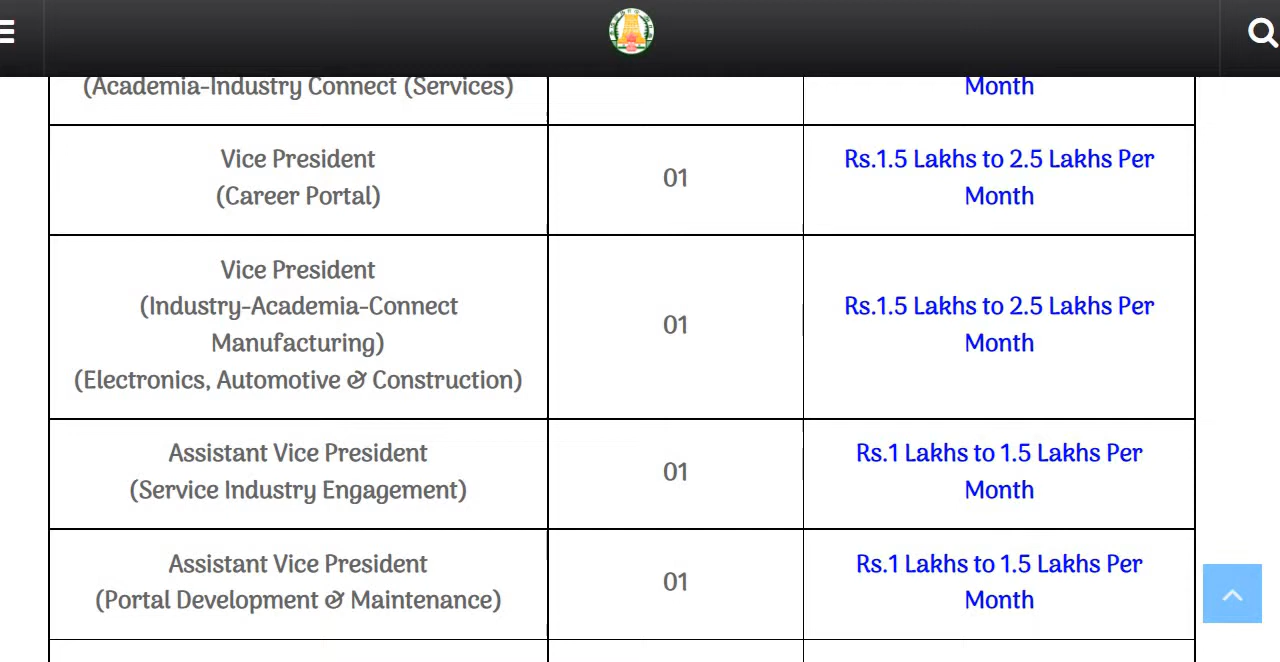 (Academia-Industry Connect (Services)
Month
Vice President
(Career Portal)
01
Rs.1.5 Lakhs to 2.5 Lakhs Per
Month
Vice President
(Industry-Academia-Connect
Manufacturing)
(Electronics, Automotive & Construction)
01
Rs.1.5 Lakhs to 2.5 Lakhs Per
Month
Assistant Vice President
(Service Industry Engagement)
01
Rs.1 Lakhs to 1.5 Lakhs Per
Month
Assistant Vice President
(Portal Development & Maintenance)
01
Rs.1 Lakhs to 1.5 Lakhs Per
Month